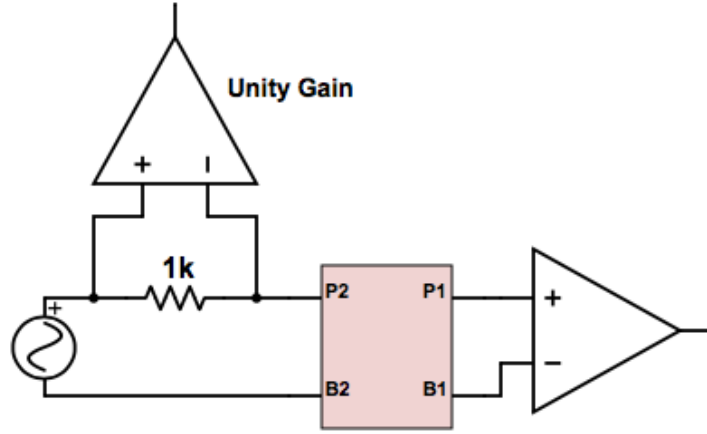 Unity Gain
+ −
1k
+
P2 P1
+
−
B2 B1